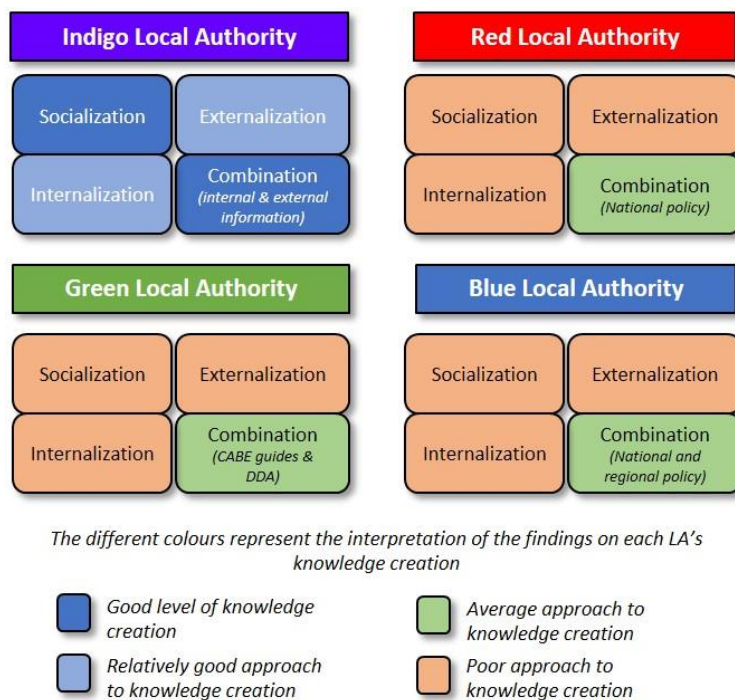 Indigo Local Authority
Socialization
Externalization
Internalization
Combination
(internal & external
information)
Red Local Authority
Socialization
Externalization
Internalization
Combination
(National policy)
Green Local Authority
Socialization
Externalization
Internalization
Combination
(CABE guides &
DDA)
Blue Local Authority
Socialization
Externalization
Internalization
Combination
(National and
regional policy)
The different colours represent the interpretation of the findings on each LA's
knowledge creation
Good level of knowledge
creation
Relatively good approach
to knowledge creation
Average approach to
knowledge creation
Poor approach to
knowledge creation